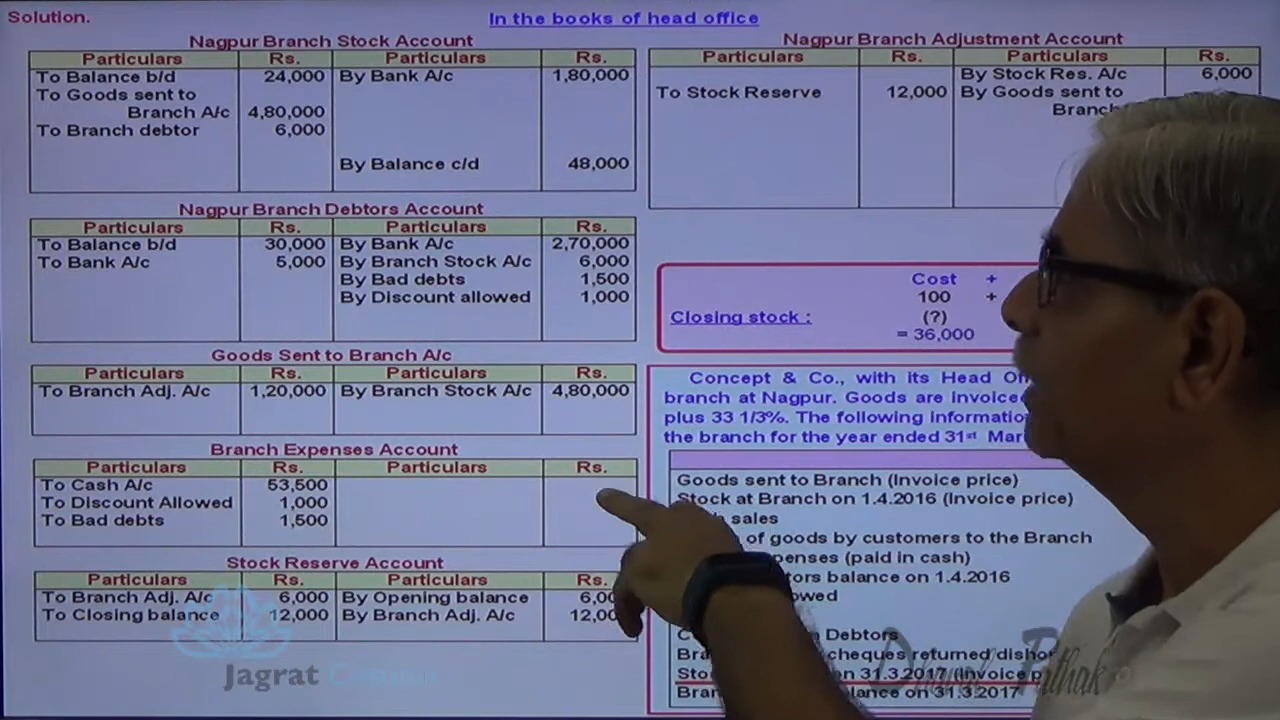 Solution.
In the books of head office
Nagpur Branch Stock Account
Particulars Rs. Particulars Rs.
To Balance b/d 24,000 By Bank A/c 1,80,000
To Goods sent to
Branch A/c 4,80,000
To Branch debtor 6,000
By Balance c/d 48,000
Nagpur Branch Debtors Account
Particulars Rs. Particulars Rs.
To Balance b/d 30,000 By Bank A/c 2,70,000
To Bank A/c 5,000 By Branch Stock A/c 6,000
By Bad debts 1,500
By Discount allowed 1,000
Goods Sent to Branch A/c
Particulars Rs. Particulars Rs.
To Branch Adj. A/c 1,20,000 By Branch Stock A/c 4,80,000
Branch Expenses Account
Particulars Rs. Particulars Rs.
To Cash A/c 53,500
To Discount Allowed 1,000
To Bad debts 1,500
Stock Reserve Account
Particulars Rs. Particulars Rs.
To Branch Adj. A/c 6,000 By Opening balance
To Closing balance 12,000 By Branch Adj. A/c
Nagpur Branch Adjustment Account
Particulars Rs. Particulars Rs.
By Stock Res. A/c 6,000
To Stock Reserve 12,000 By Goods sent to
Branch
Cost +
100 +
Closing stock : (?)
= 36,000
Concept & Co., with its Head
branch at Nagpur. Goods are invoiced
plus 33 1/3%. The following information
the branch for the year ended 31st
Goods sent to Branch (Invoice price)
Stock at Branch on 1.4.2016 (Invoice price)
sales
of goods by customers to the Branch
(paid in cash)
balance on 1.4.2016
Debtors
cheques returned
on 31.3.2017 (Invoice
on 31.3.2017
Jagrat
Pathak